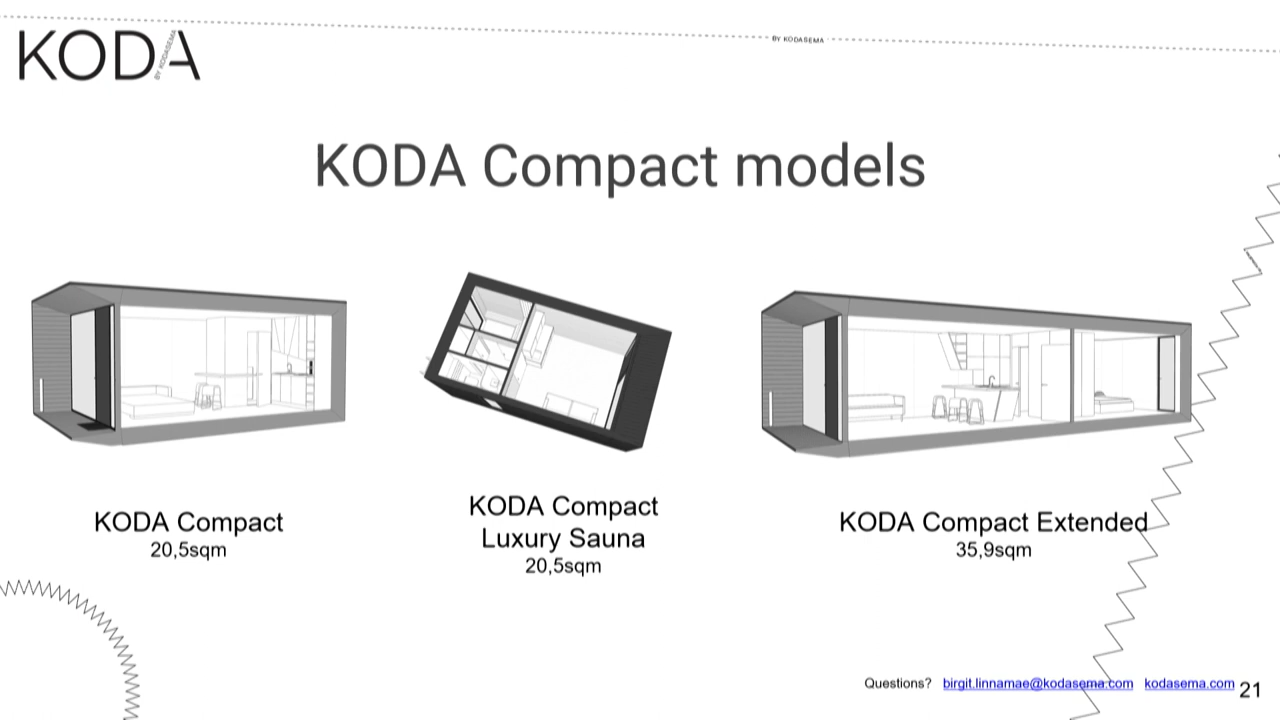 BY KODASEMA
KODA
BY KODASEMA
KODA Compact models
KODA Compact
20,5sqm
KODA Compact
Luxury Sauna
20,5sqm
KODA Compact Extended
35,9sqm
Questions? birgit.linnamae@kodasema.com kodasema.com 21